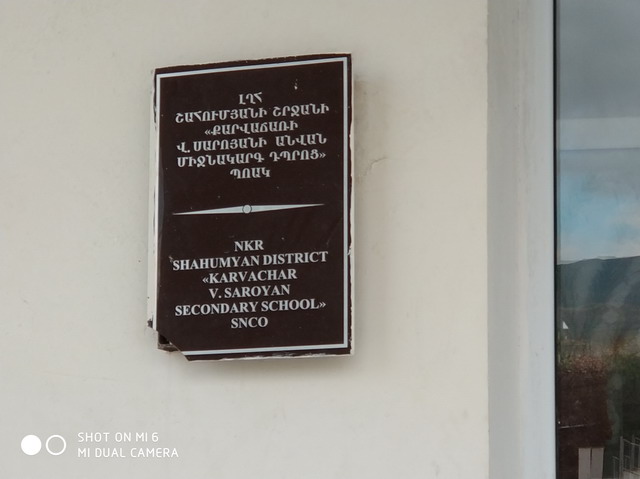 ԼՂՀ
ՇԱՀՈՒՄՅԱՆԻ ՇՐՋԱՆԻ
«ՔԱՐՎԱՃԱՌԻ
Վ. ՍԱՐՈՅԱՆԻ ԱՆՎԱՆ
ՄԻՋՆԱԿԱՐԳ ԴՊՐՈՑ»
ՊՈԱԿ
NKR
SHAHUMYAN DISTRICT
«KARVACHAR
V. SAROYAN
SECONDARY SCHOOL»
SNCO
SHOT ON MI 6
MI DUAL CAMERA